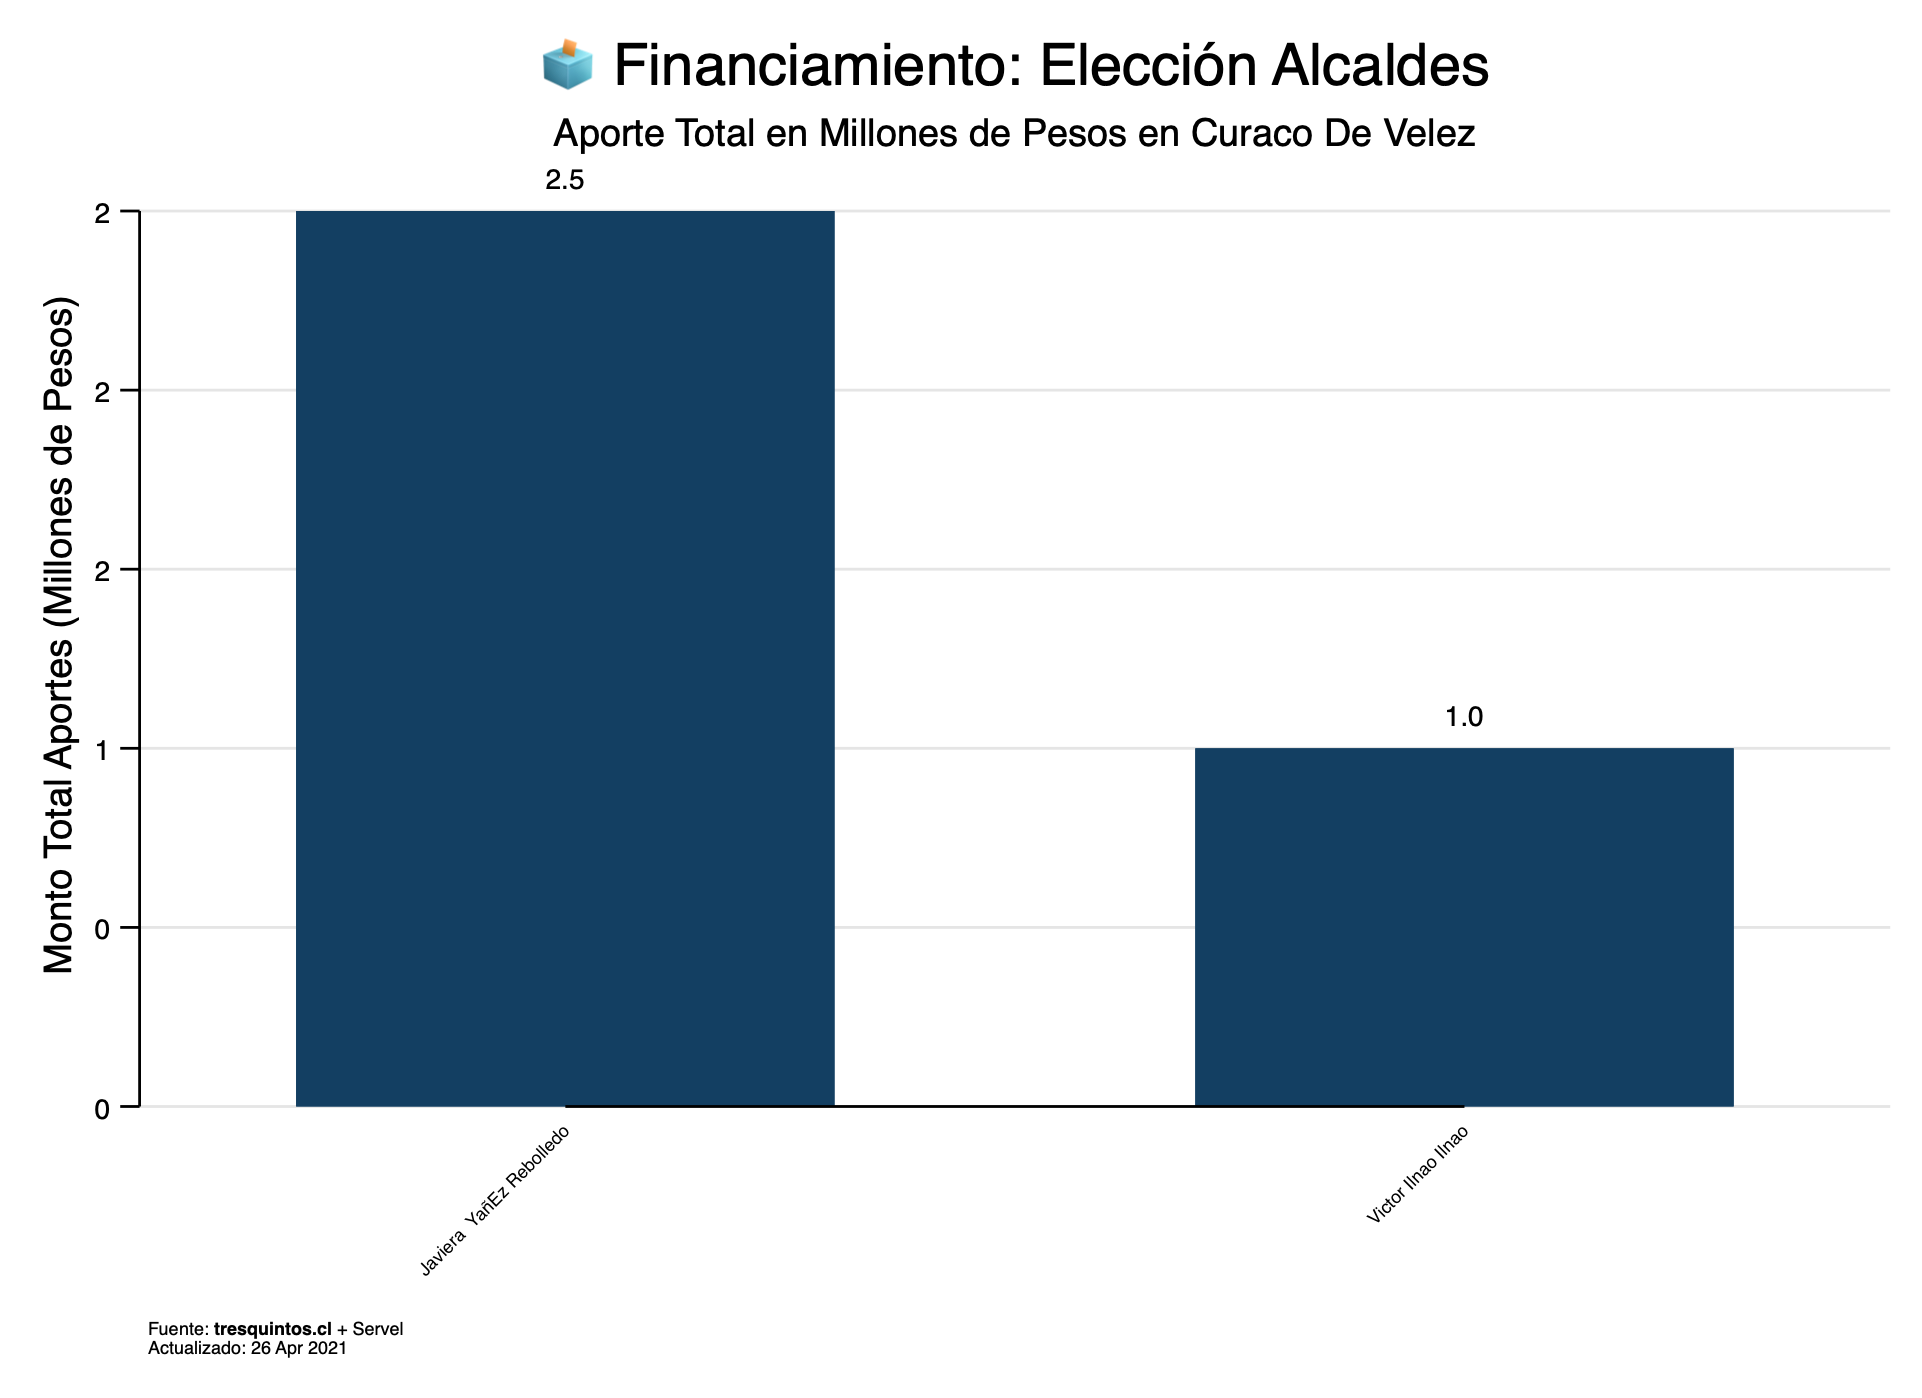 Financiamiento: Elección Alcaldes
Aporte Total en Millones de Pesos en Curaco De Velez
2.5
1.0
Monto Total Aportes (Millones de Pesos)
2
2
2
1
0
0
Javiera  YañEz Rebolledo
Victor Ilnao Ilnao
Fuente: tresquintos.cl + Servel
Actualizado: 26 Apr 2021